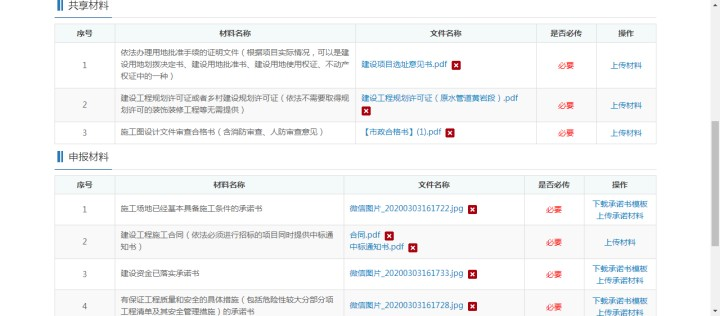 共享材料
序号 材料名称 文件名称 是否必传 操作
1 依法办理用地批准手续的证明文件（根据项目实际情况，可以是建
设用地划拨决定书、建设用地批准书、建设用地使用权证、不动产
权证中的一种） 建设项目选址意见书.pdf 必要 上传材料
2 建设工程规划许可证或者乡村建设规划许可证（依法不需要取得规
划许可的装饰装修工程等无需提供） 建设工程规划许可证（原水管道黄岩段）.pdf 必要 上传材料
3 施工图设计文件审查合格书（含消防审查、人防审查意见） 【市政合格书】(1).pdf 必要 上传材料
申报材料
序号 材料名称 文件名称 是否必传 操作
1 施工场地已经基本具备施工条件的承诺书 微信图片_20200303161722.jpg 必要 下载承诺书模板
上传承诺材料
2 建设工程施工合同（依法必须进行招标的项目同时提供中标通
知书） 合同.pdf
中标通知书.pdf 必要 上传材料
3 建设资金已落实承诺书 微信图片_20200303161733.jpg 必要 下载承诺书模板
上传承诺材料
4 有保证工程质量和安全的具体措施（包括危险性较大分部分项
工程清单及其安全管理措施）的承诺书 微信图片_20200303161728.jpg 必要 下载承诺书模板
上传承诺材料